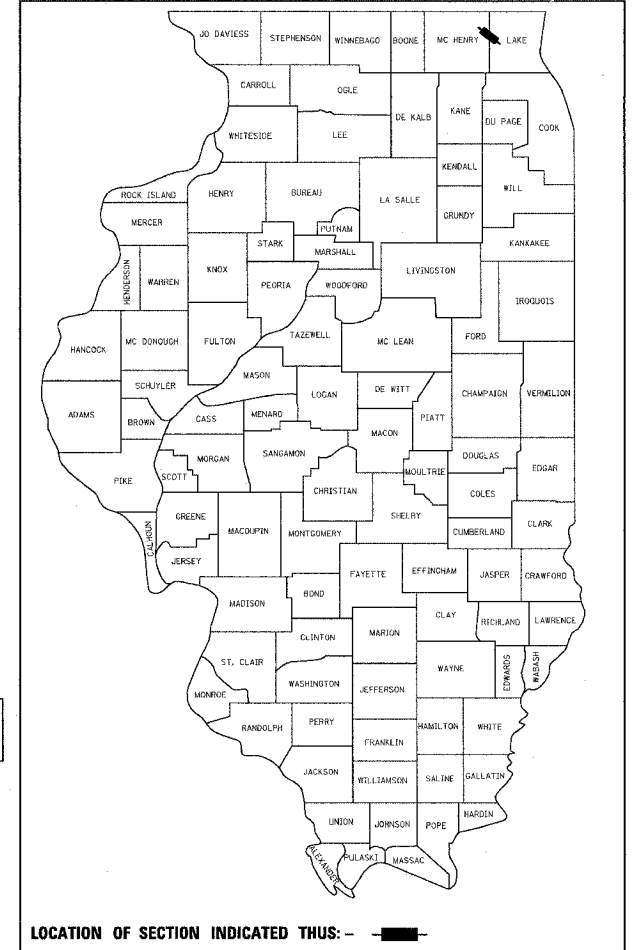 JO DAVIESS
STEPHENSON
WINNEBAGO
BOONE
MC HENRY
LAKE
CARROLL
OGLE
DE KALB
KANE
DU PAGE
COOK
WHITESIDE
LEE
KENDALL
WILL
ROCK ISLAND
HENRY
BUREAU
LA SALLE
GRUNDY
MERCER
PUTNAM
KANKAKEE
STARK
MARSHALL
HENDERSON
WARREN
KNOX
PEORIA
WOODFORD
LIVINGSTON
IROQUOIS
HANCOCK
MC DONOUGH
FULTON
TAZEWELL
MC LEAN
FORD
MASON
SCHUYLER
LOGAN
DE WITT
CHAMPAIGN
VERMILION
ADAMS
BROWN
CASS
MENARD
MACON
PIATT
MORGAN
SANGAMON
DOUGLAS
EDGAR
PIKE
SCOTT
CHRISTIAN
MOULTRIE
COLES
CALHOUN
GREENE
MACOUPIN
MONTGOMERY
SHELBY
CUMBERLAND
CLARK
JERSEY
FAYETTE
EFFINGHAM
JASPER
CRAWFORD
MADISON
BOND
CLAY
RICHLAND
LAWRENCE
CLINTON
MARION
ST. CLAIR
WAYNE
EDWARDS
WABASH
WASHINGTON
JEFFERSON
MONROE
RANDOLPH
PERRY
HAMILTON
WHITE
FRANKLIN
JACKSON
WILLIAMSON
SALINE
GALLATIN
UNION
JOHNSON
POPE
HARDIN
ALEXANDER
PULASKI
MASSAC
LOCATION OF SECTION INDICATED THUS: -